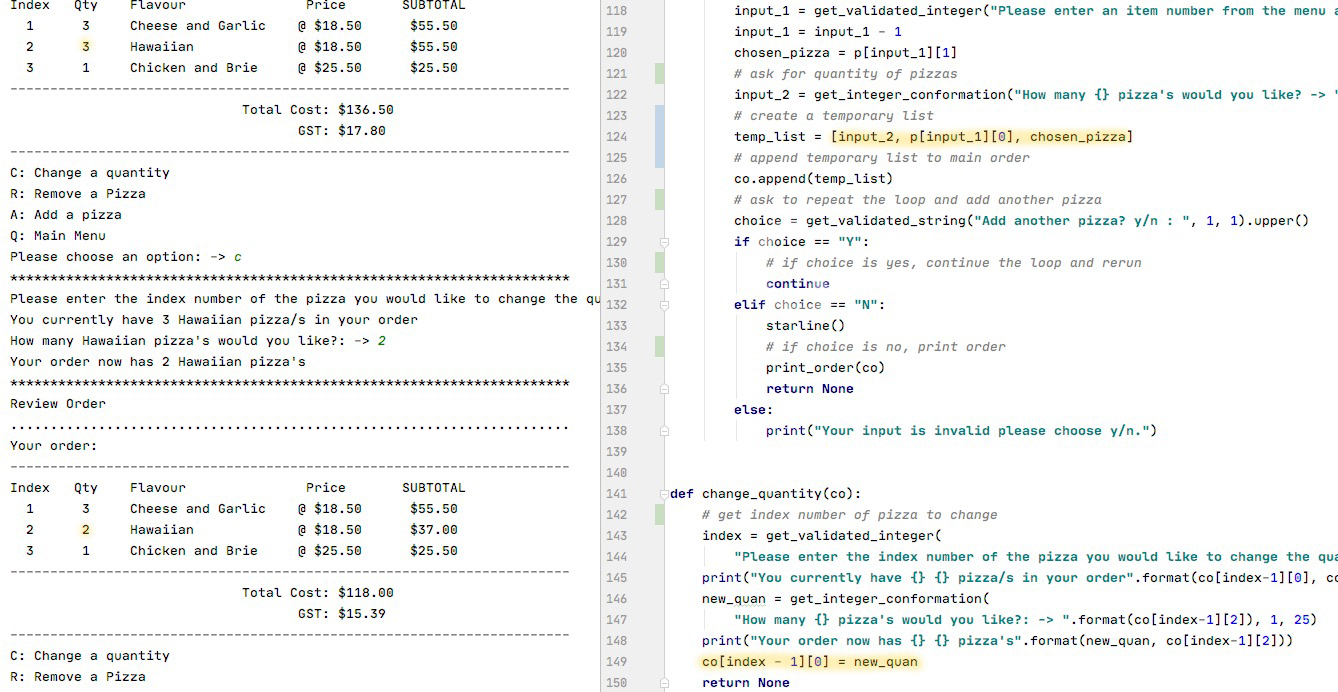 Index Qty Flavour Price SUBTOTAL
1 3 Cheese and Garlic @ $18.50 $55.50
2 3 Hawaiian @ $18.50 $55.50
3 1 Chicken and Brie @ $25.50 $25.50
----------------------------------------------------------------------
Total Cost: $136.50
GST: $17.80
----------------------------------------------------------------------
C: Change a quantity
R: Remove a Pizza
A: Add a pizza
Q: Main Menu
Please choose an option: -> c
**********************************************************************
Please enter the index number of the pizza you would like to change the qu
You currently have 3 Hawaiian pizza/s in your order
How many Hawaiian pizza's would you like?: -> 2
Your order now has 2 Hawaiian pizza's
**********************************************************************
Review Order
......................................................................
Your order:
----------------------------------------------------------------------
Index Qty Flavour Price SUBTOTAL
1 3 Cheese and Garlic @ $18.50 $55.50
2 2 Hawaiian @ $18.50 $37.00
3 1 Chicken and Brie @ $25.50 $25.50
----------------------------------------------------------------------
Total Cost: $118.00
GST: $15.39
----------------------------------------------------------------------
C: Change a quantity
R: Remove a Pizza
118 input_1 = get_validated_integer("Please enter an item number from the menu a
119 input_1 = input_1 - 1
120 chosen_pizza = p[input_1][1]
121 # ask for quantity of pizzas
122 input_2 = get_integer_conformation("How many {} pizza's would you like? -> "
123 # create a temporary list
124 temp_list = [input_2, p[input_1][0], chosen_pizza]
125 # append temporary list to main order
126 co.append(temp_list)
127 # ask to repeat the loop and add another pizza
128 choice = get_validated_string("Add another pizza? y/n : ", 1, 1).upper()
129 if choice == "Y":
130 # if choice is yes, continue the loop and rerun
131 continue
132 elif choice == "N":
133 starline()
134 # if choice is no, print order
135 print_order(co)
136 return None
137 else:
138 print("Your input is invalid please choose y/n.")
139
140
141 def change_quantity(co):
142 # get index number of pizza to change
143 index = get_validated_integer(
144 "Please enter the index number of the pizza you would like to change the qua
145 print("You currently have {} {} pizza/s in your order".format(co[index-1][0], co
146 new_quan = get_integer_conformation(
147 "How many {} pizza's would you like?: -> ".format(co[index-1][2]), 1, 25)
148 print("Your order now has {} {} pizza's".format(new_quan, co[index-1][2]))
149 co[index - 1][0] = new_quan
150 return None